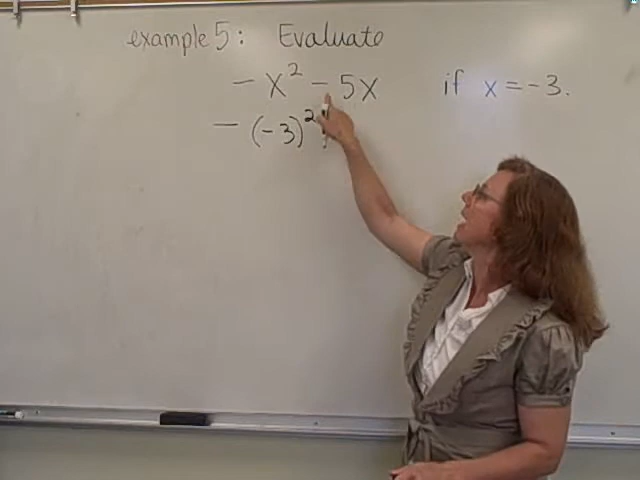 example 5: Evaluate
- x² - 5x if x = -3.
- (-3)²